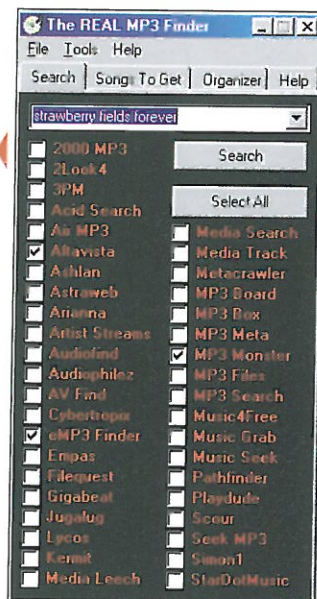 The REAL MP3 Finder
File Tools Help
Search Songs To Get Organizer Help
strawberry fields forever
Search
Select All
2000 MP3
2Look4
3PM
Acid Search
Air MP3
Altavista
Ashlan
Astraweb
Arianna
Artist Streams
Audiofind
Audiophilez
AV Find
Cybertropix
eMP3 Finder
Empas
Filequest
Gigabeat
Jugalug
Lycos
Kermit
Media Leech
Media Search
Media Track
Metacrawler
MP3 Board
MP3 Box
MP3 Meta
MP3 Monster
MP3 Files
MP3 Search
Music4Free
Music Grab
Music Seek
Pathfinder
Playdude
Scour
Seek MP3
Simon1
StarDotMusic